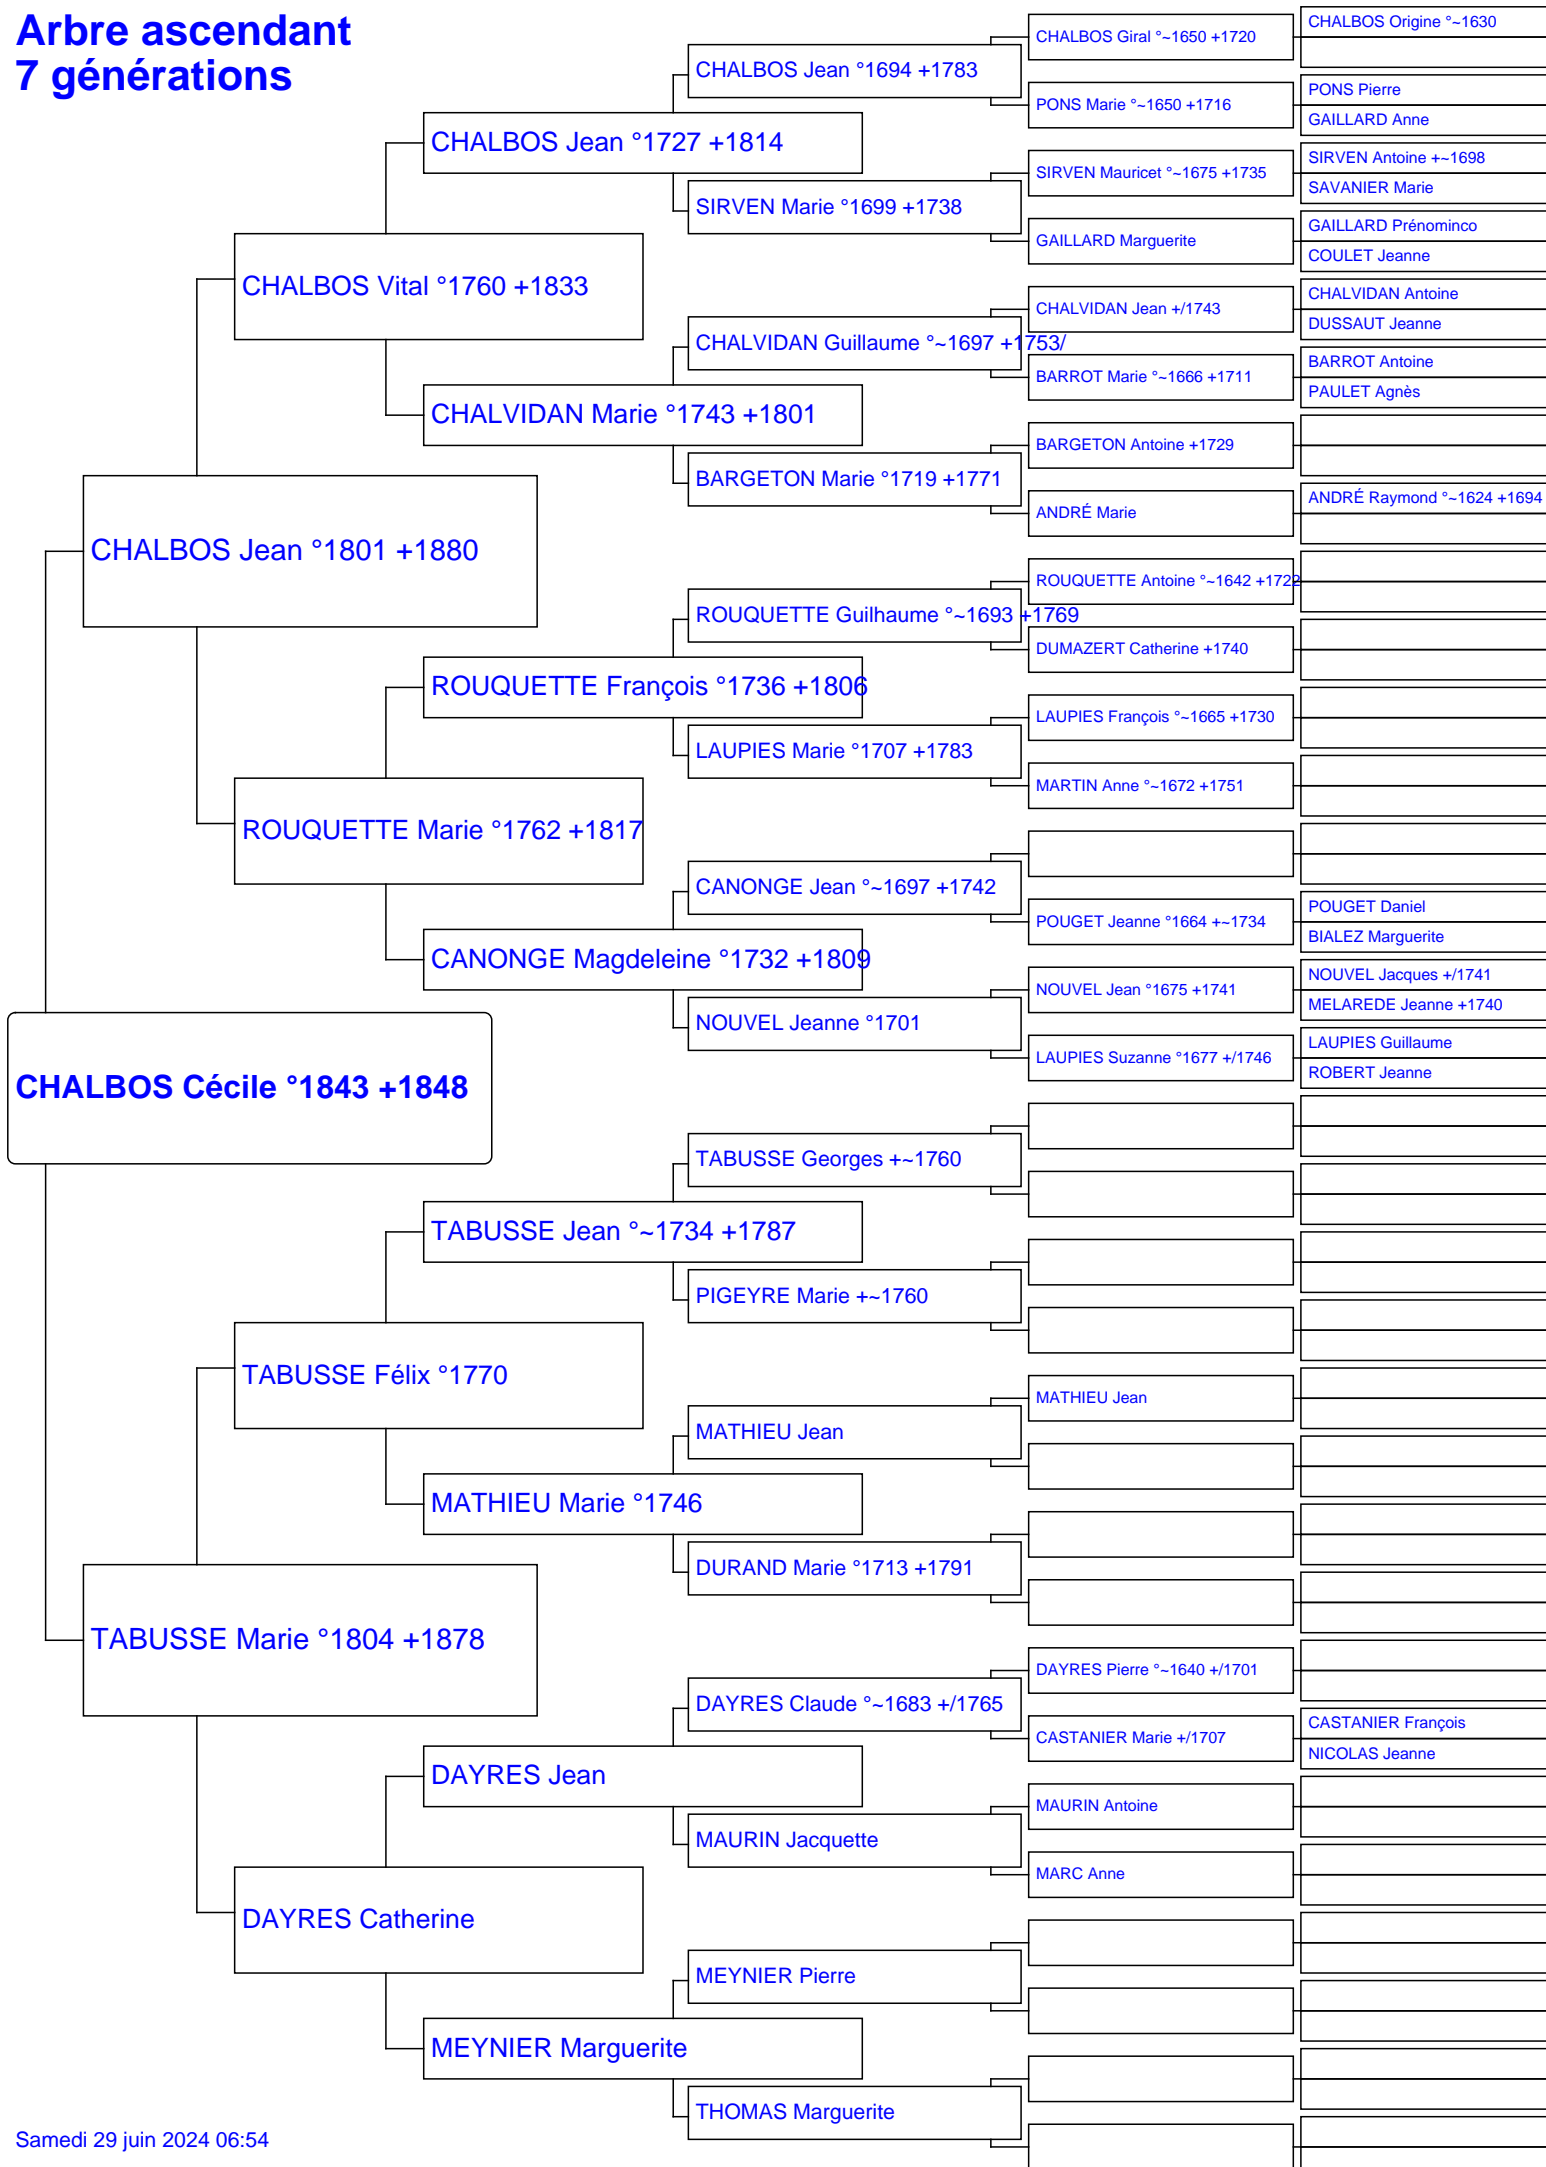 Arbre ascendant
7 générations
CHALBOS Cécile °1843 +1848
CHALBOS Jean °1801 +1880
TABUSSE Marie °1804 +1878
CHALBOS Vital °1760 +1833
ROUQUETTE Marie °1762 +1817
TABUSSE Félix °1770
DAYRES Catherine
CHALBOS Jean °1727 +1814
CHALVIDAN Marie °1743 +1801
ROUQUETTE François °1736 +1806
CANONGE Magdeleine °1732 +1809
TABUSSE Jean °~1734 +1787
MATHIEU Marie °1746
DAYRES Jean
MEYNIER Marguerite
CHALBOS Jean °1694 +1783
SIRVEN Marie °1699 +1738
CHALVIDAN Guillaume °~1697 +1753/
BARGETON Marie °1719 +1771
ROUQUETTE Guilhaume °~1693 +1769
LAUPIES Marie °1707 +1783
CANONGE Jean °~1697 +1742
NOUVEL Jeanne °1701
TABUSSE Georges +~1760
PIGEYRE Marie +~1760
MATHIEU Jean
DURAND Marie °1713 +1791
DAYRES Claude °~1683 +/1765
MAURIN Jacquette
MEYNIER Pierre
THOMAS Marguerite
CHALBOS Giral °~1650 +1720
PONS Marie °~1650 +1716
SIRVEN Mauricet °~1675 +1735
GAILLARD Marguerite
CHALVIDAN Jean +/1743
BARROT Marie °~1666 +1711
BARGETON Antoine +1729
ANDRÉ Marie
ROUQUETTE Antoine °~1642 +1722
DUMAZERT Catherine +1740
LAUPIES François °~1665 +1730
MARTIN Anne °~1672 +1751
POUGET Jeanne °1664 +~1734
NOUVEL Jean °1675 +1741
LAUPIES Suzanne °1677 +/1746
MATHIEU Jean
DAYRES Pierre °~1640 +/1701
CASTANIER Marie +/1707
MAURIN Antoine
MARC Anne
CHALBOS Origine °~1630
PONS Pierre
GAILLARD Anne
SIRVEN Antoine +~1698
SAVANIER Marie
GAILLARD Prénominco
COULET Jeanne
CHALVIDAN Antoine
DUSSAUT Jeanne
BARROT Antoine
PAULET Agnès
ANDRÉ Raymond °~1624 +1694
POUGET Daniel
BIALEZ Marguerite
NOUVEL Jacques +/1741
MELAREDE Jeanne +1740
LAUPIES Guillaume
ROBERT Jeanne
CASTANIER François
NICOLAS Jeanne
Samedi 29 juin 2024 06:54